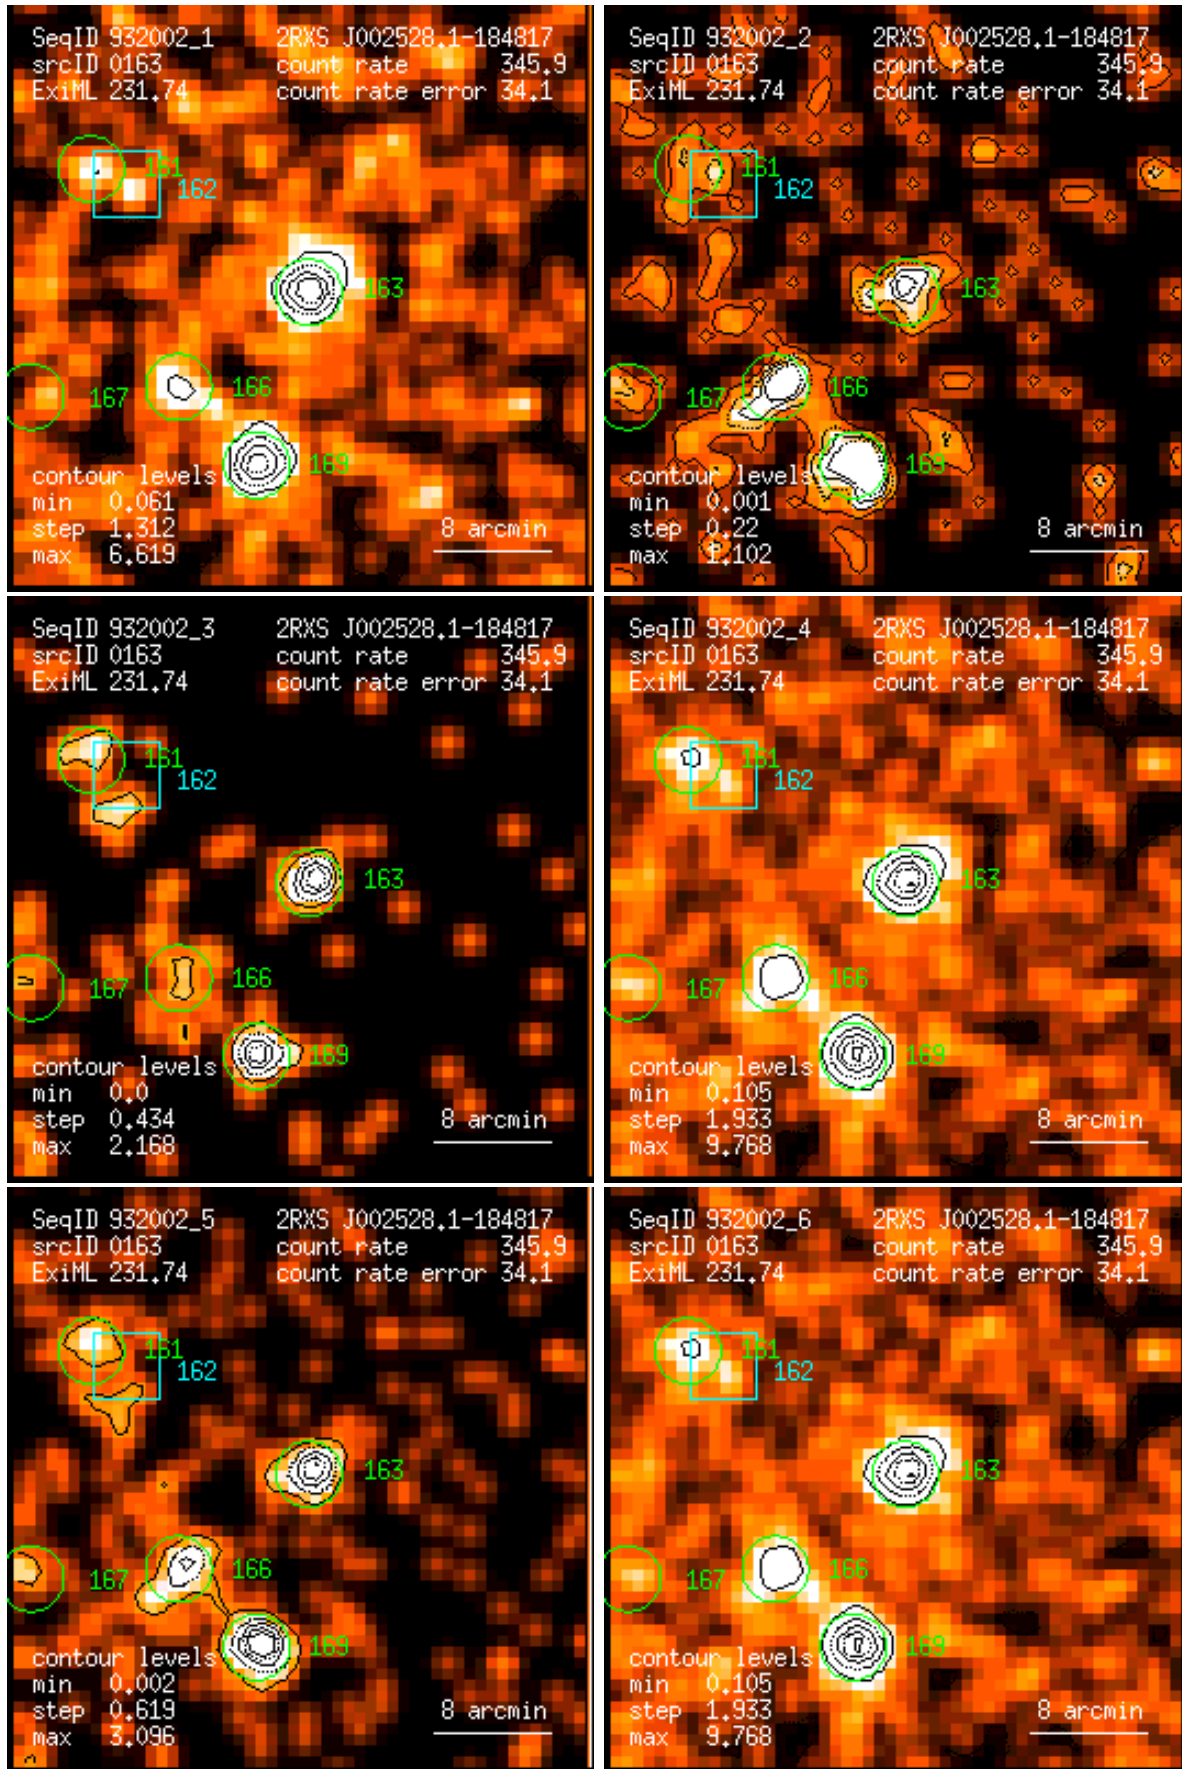 SeqID 932002_1 2RXS J002528.1-184817
srcID 0163 count rate 345.9
ExiML 231.74 count rate error 34.1
161
162
163
166
167
169
contour levels
min 0.061
step 1.312 8 arcmin
max 6.619
SeqID 932002_2 2RXS J002528.1-184817
srcID 0163 count rate 345.9
ExiML 231.74 count rate error 34.1
161
162
163
166
167
169
contour levels
min 0.001
step 0.22 8 arcmin
max 1.102
SeqID 932002_3 2RXS J002528.1-184817
srcID 0163 count rate 345.9
ExiML 231.74 count rate error 34.1
161
162
163
166
167
169
contour levels
min 0.0
step 0.434 8 arcmin
max 2.168
SeqID 932002_4 2RXS J002528.1-184817
srcID 0163 count rate 345.9
ExiML 231.74 count rate error 34.1
161
162
163
166
167
169
contour levels
min 0.105
step 1.933 8 arcmin
max 9.768
SeqID 932002_5 2RXS J002528.1-184817
srcID 0163 count rate 345.9
ExiML 231.74 count rate error 34.1
161
162
163
166
167
169
contour levels
min 0.002
step 0.619 8 arcmin
max 3.096
SeqID 932002_6 2RXS J002528.1-184817
srcID 0163 count rate 345.9
ExiML 231.74 count rate error 34.1
161
162
163
166
167
169
contour levels
min 0.105
step 1.933 8 arcmin
max 9.768